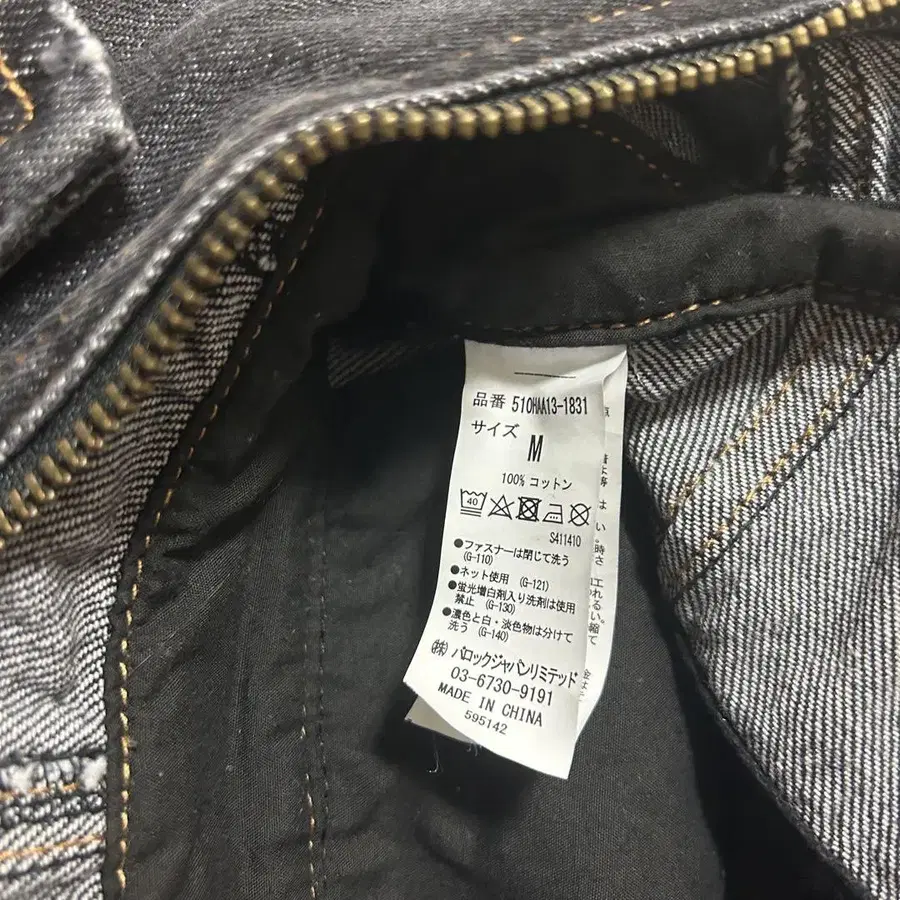 品番 510HAA13-1831
サイズ
M
100% コットン
40
S411410
●ファスナーは閉じて洗う
(G-110)
●ネット使用 (G-121)
●蛍光増白剤入り洗剤は使用
禁止 (G-130)
●濃色と白・淡色物は分けて
洗う (G-140)
(株) バロックジャパンリミテッド
03-6730-9191
MADE IN CHINA
595142